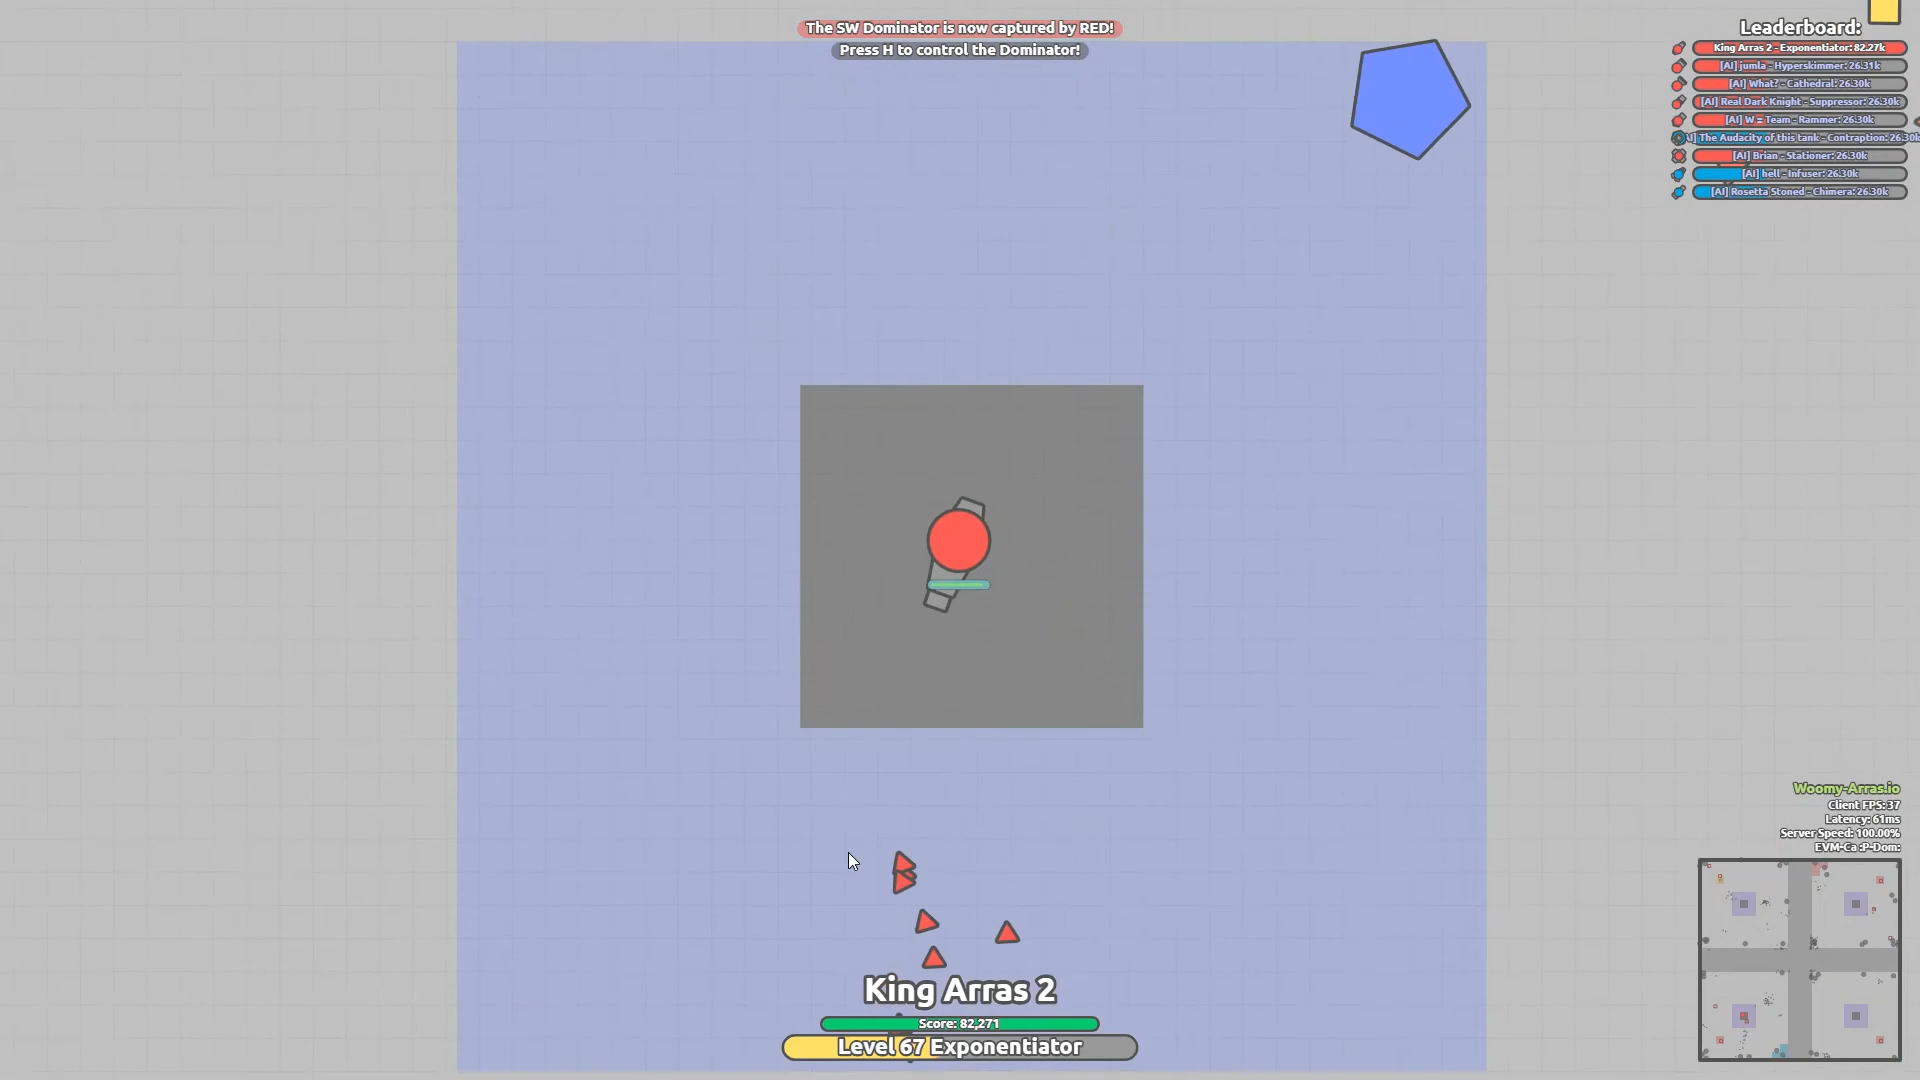 The SW Dominator is now captured by RED!
Press H to control the Dominator!
Leaderboard:
King Arras 2 - Exponentiator: 82.27k
[AI] jumla - Hyperskimmer: 26.31k
[AI] What? - Cathedral: 26.30k
[AI] Real Dark Knight - Suppressor: 26.30k
[AI] W = Team - Rammer: 26.30k
[AI] The Audacity of this tank - Contraption: 26.30k
[AI] Brian - Stationer: 26.30k
[AI] hell - Infuser: 26.30k
[AI] Rosetta Stoned - Chimera: 26.30k
Woomy-Arras.io
Client FPS: 37
Latency: 61ms
Server Speed: 100.00%
EVM-Ca :P-Dom:
King Arras 2
Score: 82,271
Level 67 Exponentiator